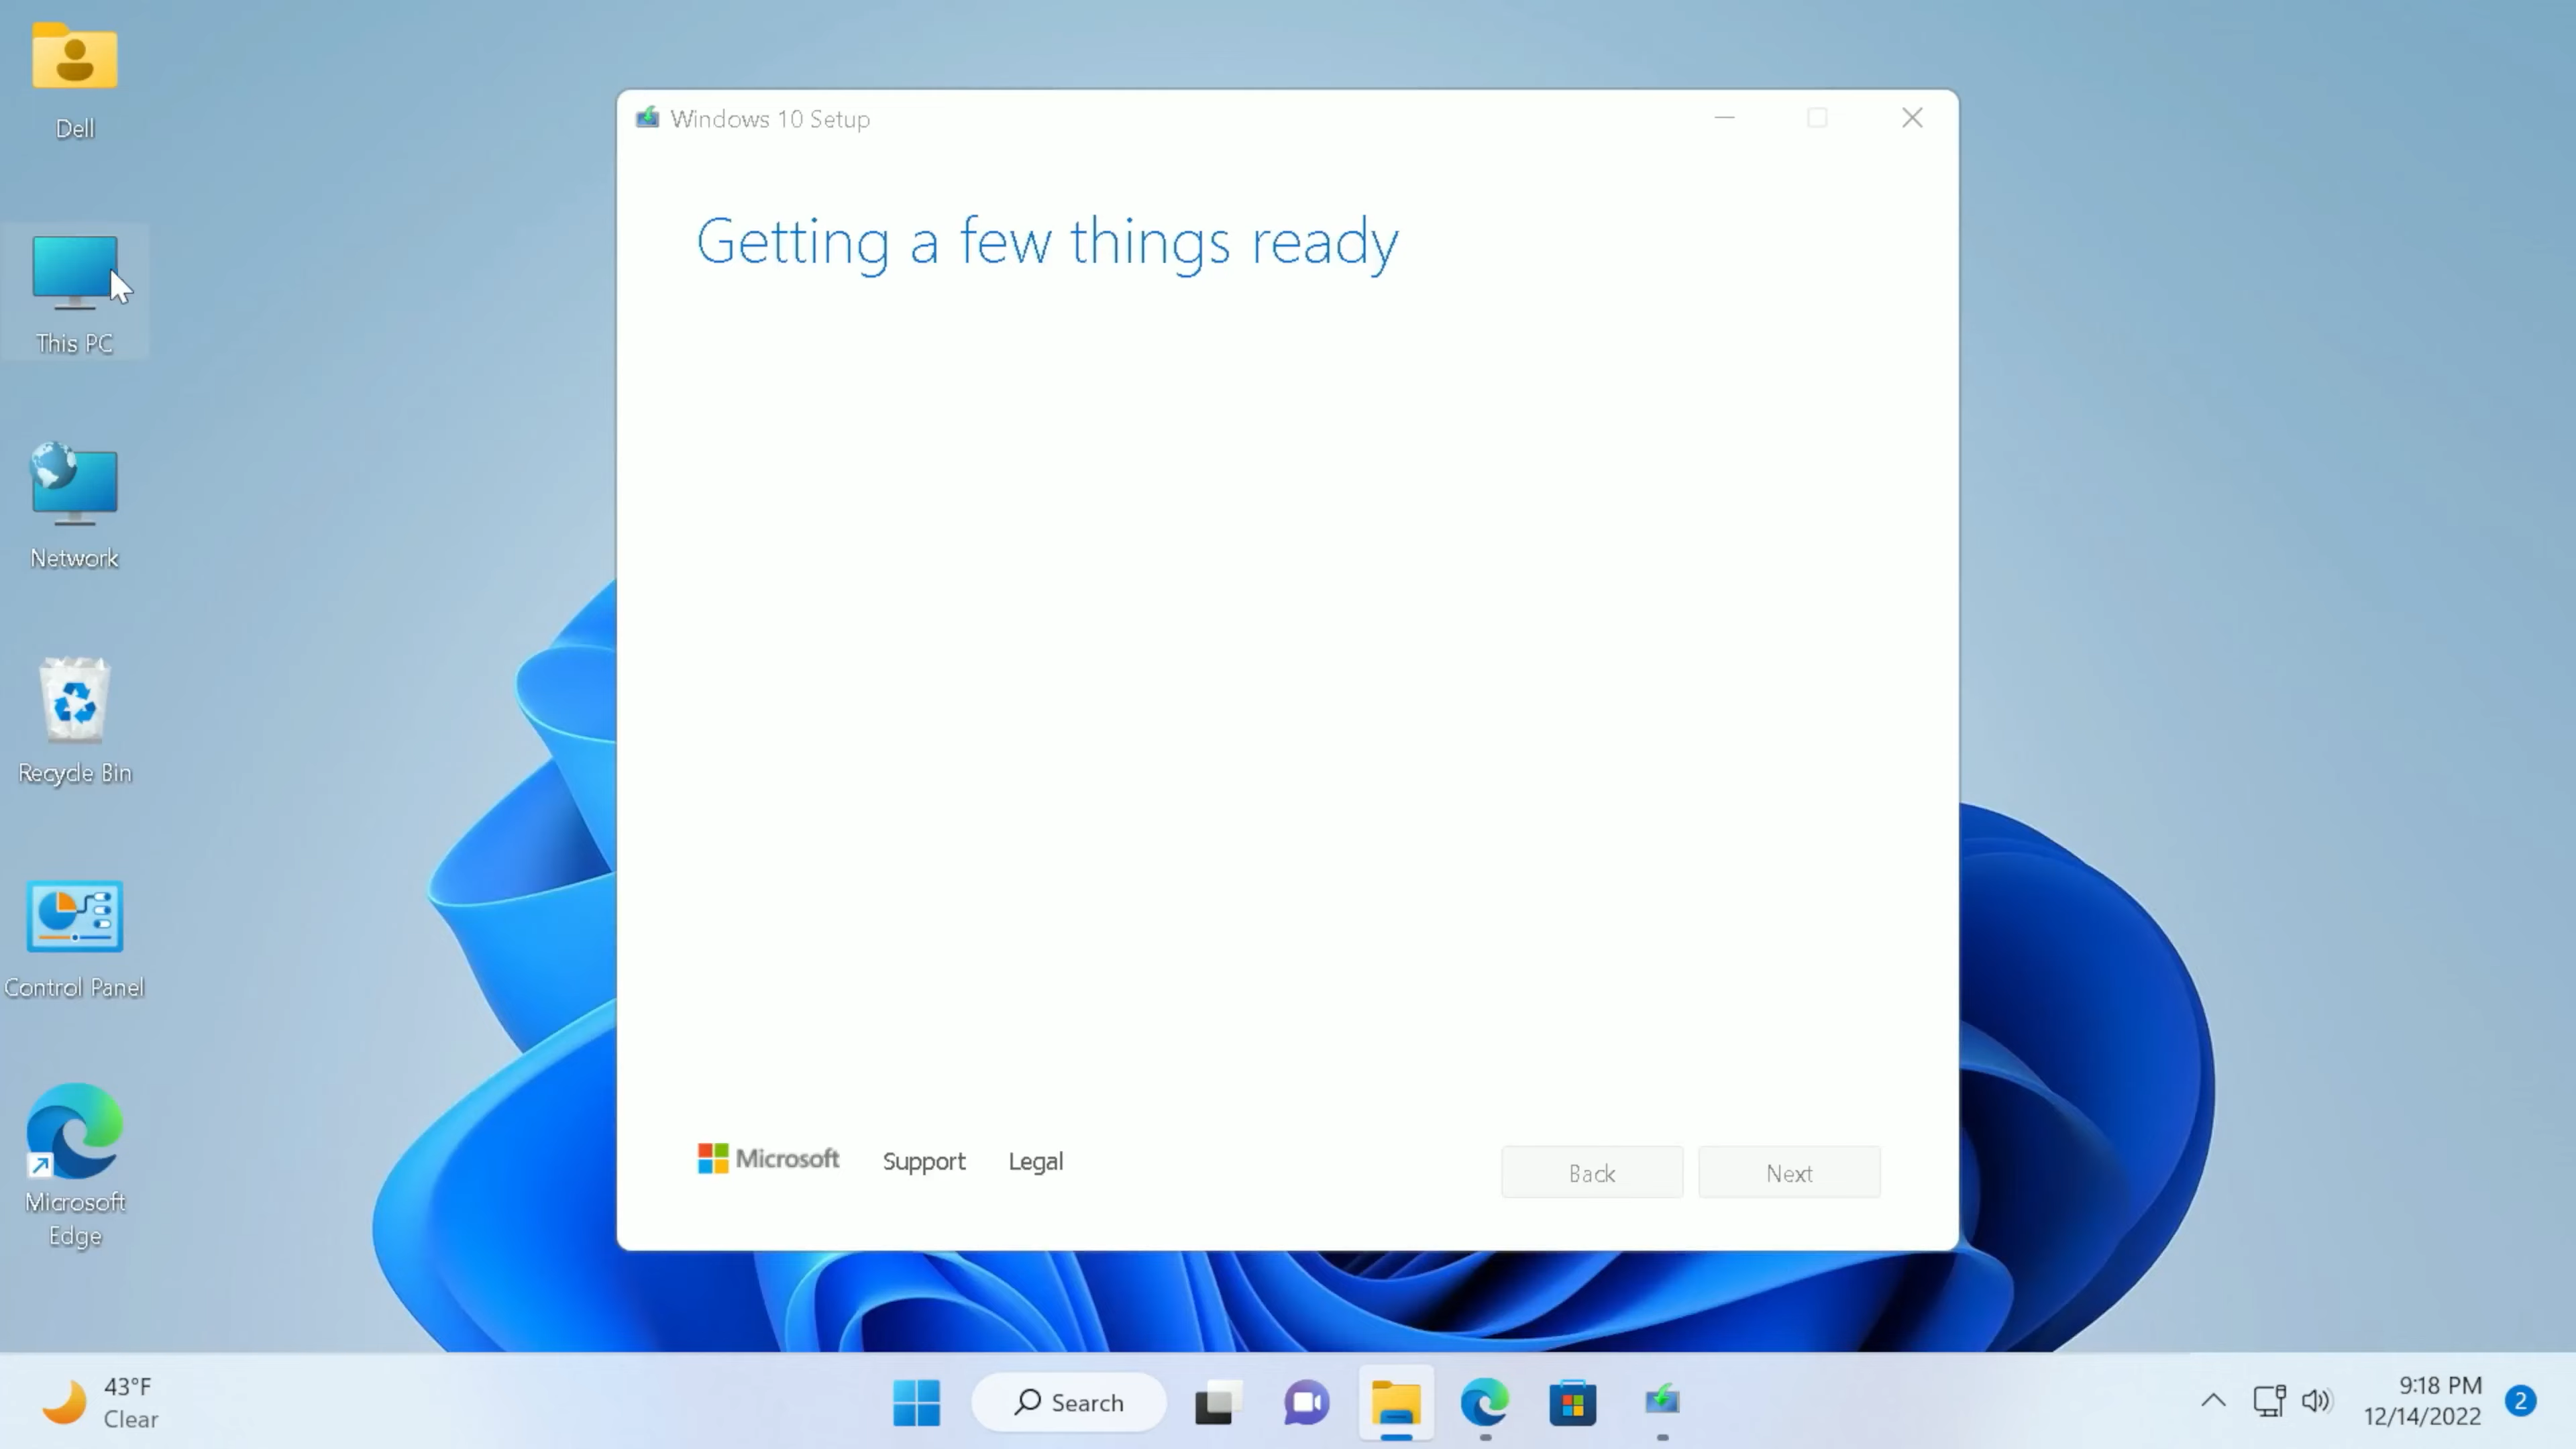 Dell
This PC
Network
Recycle Bin
Control Panel
Microsoft
Edge
Windows 10 Setup
Getting a few things ready
Microsoft
Support
Legal
Back
Next
43°F
Clear
Search
9:18 PM
12/14/2022
2